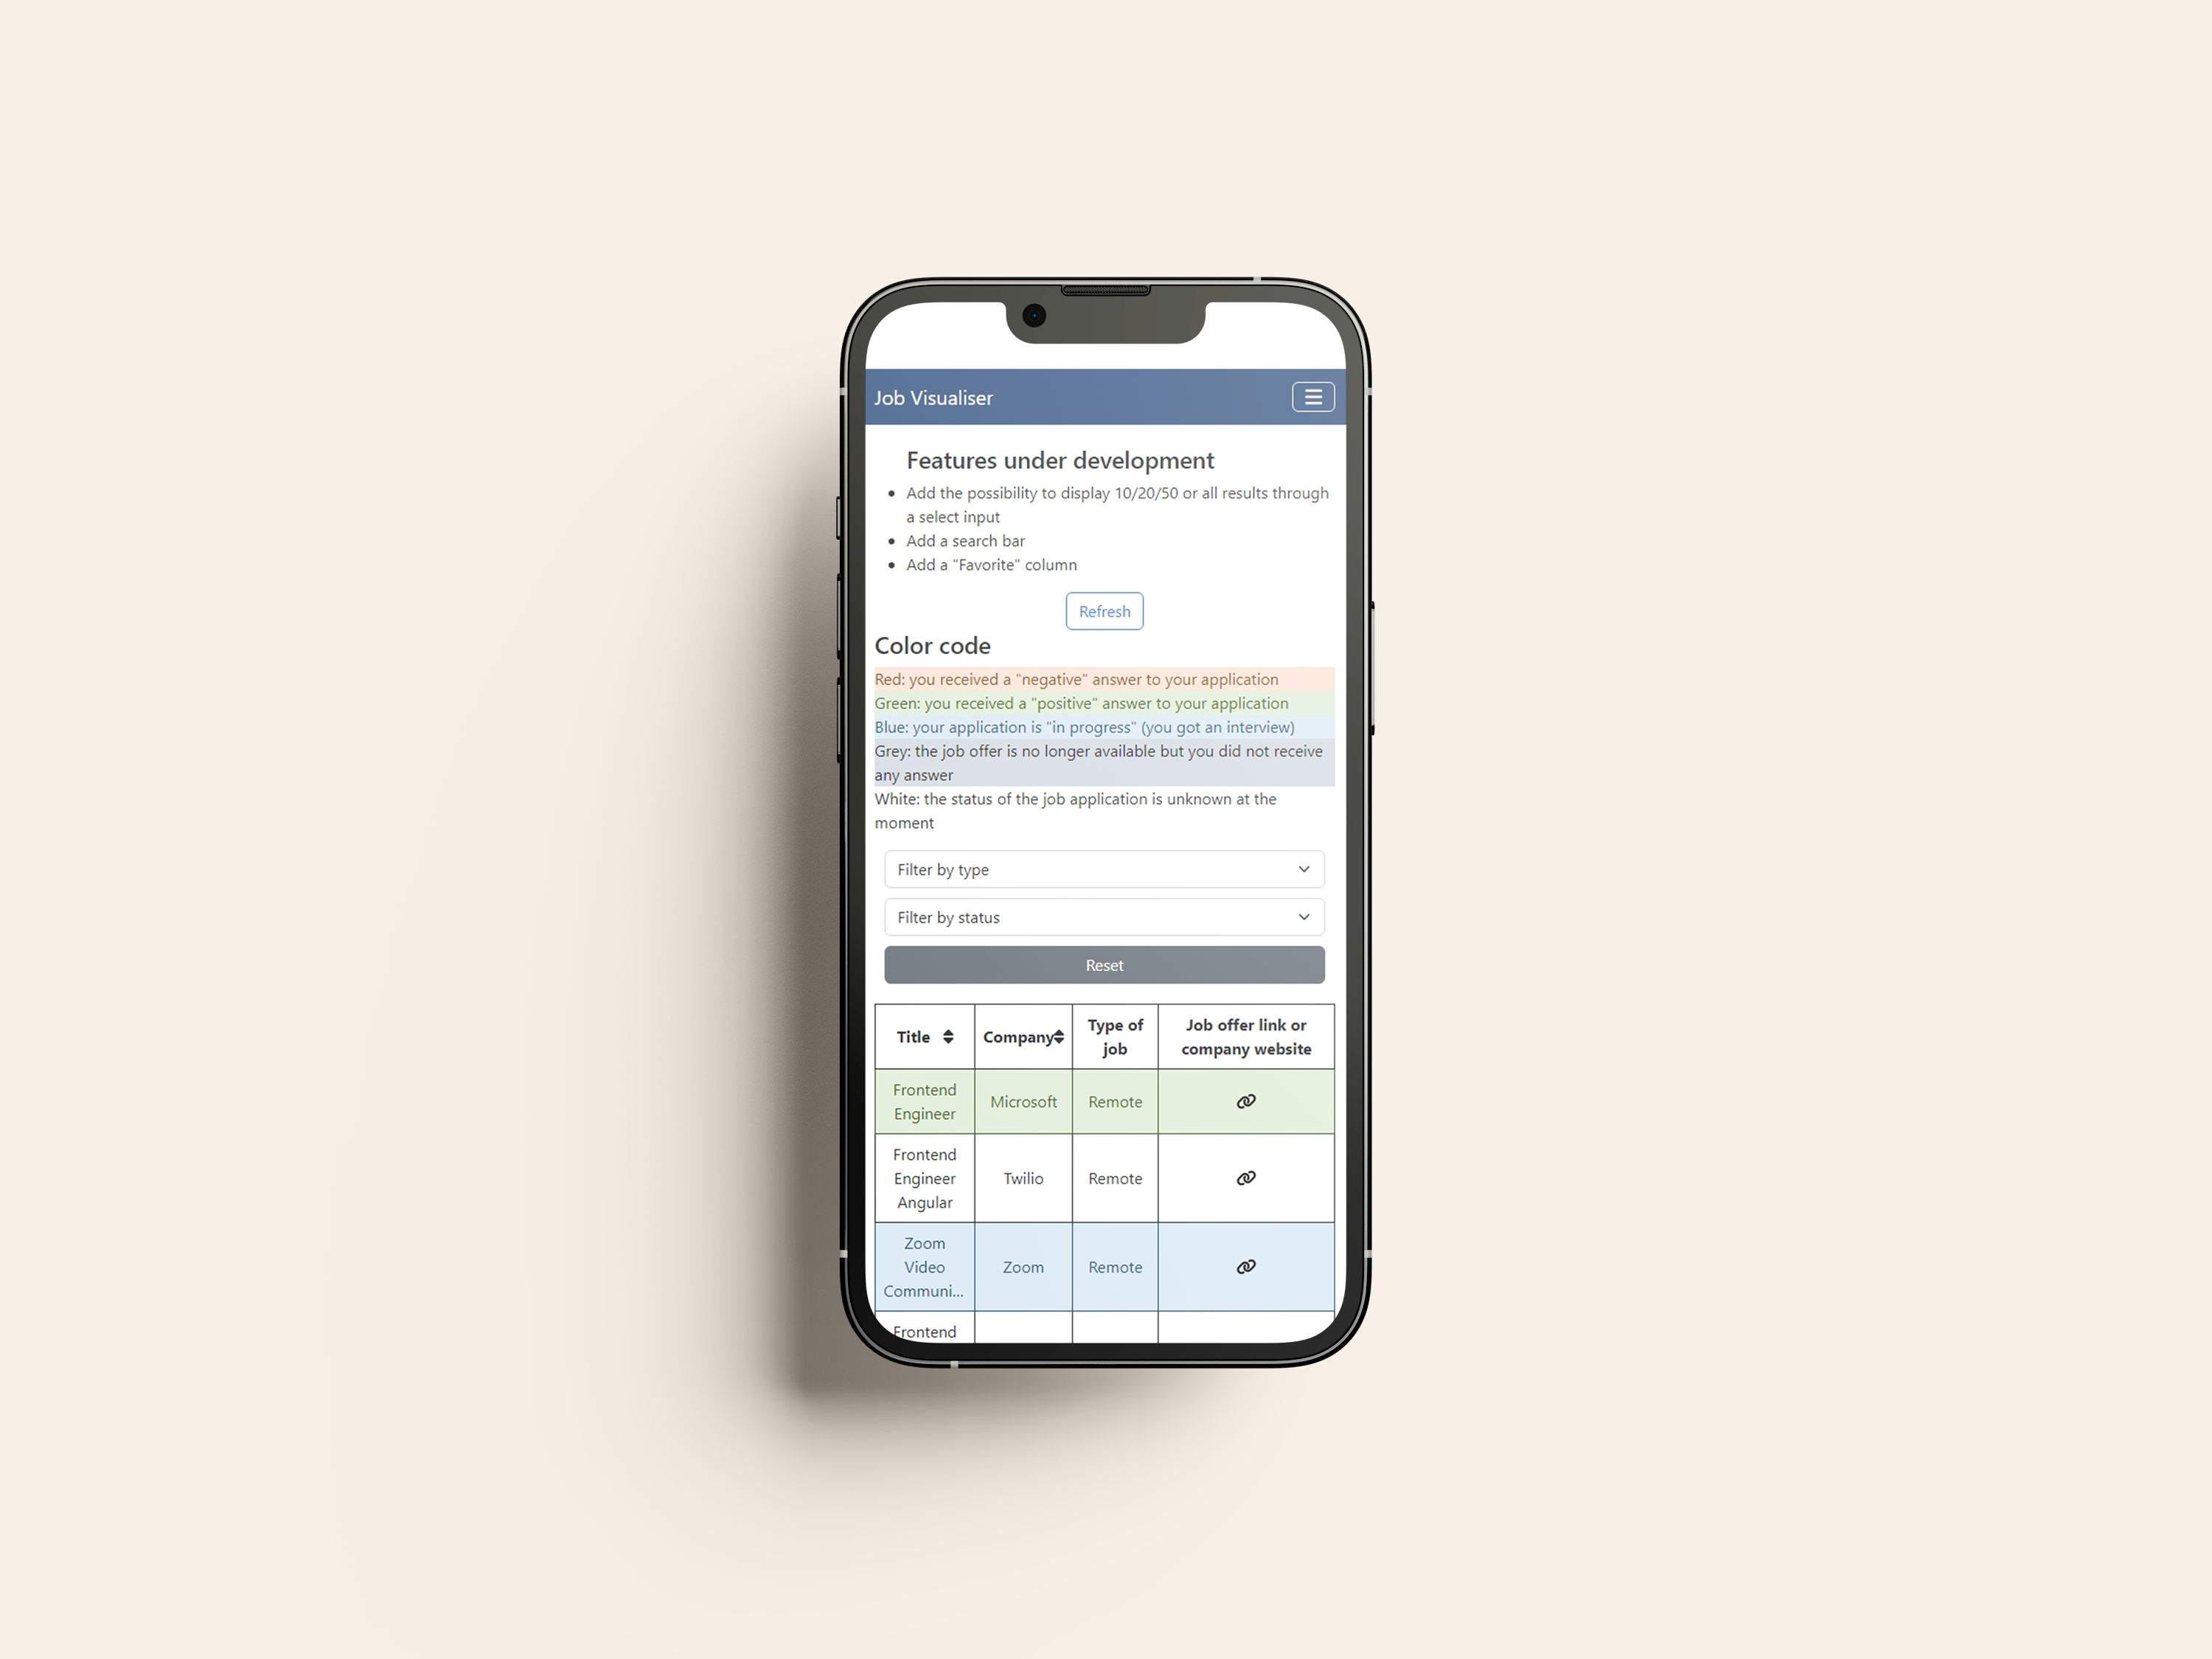 Job Visualiser
Features under development
Add the possibility to display 10/20/50 or all results through
a select input
Add a "Favorite" column
Add a search bar
Refresh
Color code
Red: you received a "negative" answer to your application
Green: you received a "positive" answer to your application
Blue: your application is "in progress" (you got an interview)
Grey: the job offer is no longer available but you did not receive
any answer
White: the status of the job application is unknown at the
moment
Filter by type
Filter by status
Reset
Title Company Type of job Job offer link or company website
Frontend Engineer Microsoft Remote
Frontend Engineer Angular Twilio Remote
Zoom Video Communi... Zoom Remote
Frontend